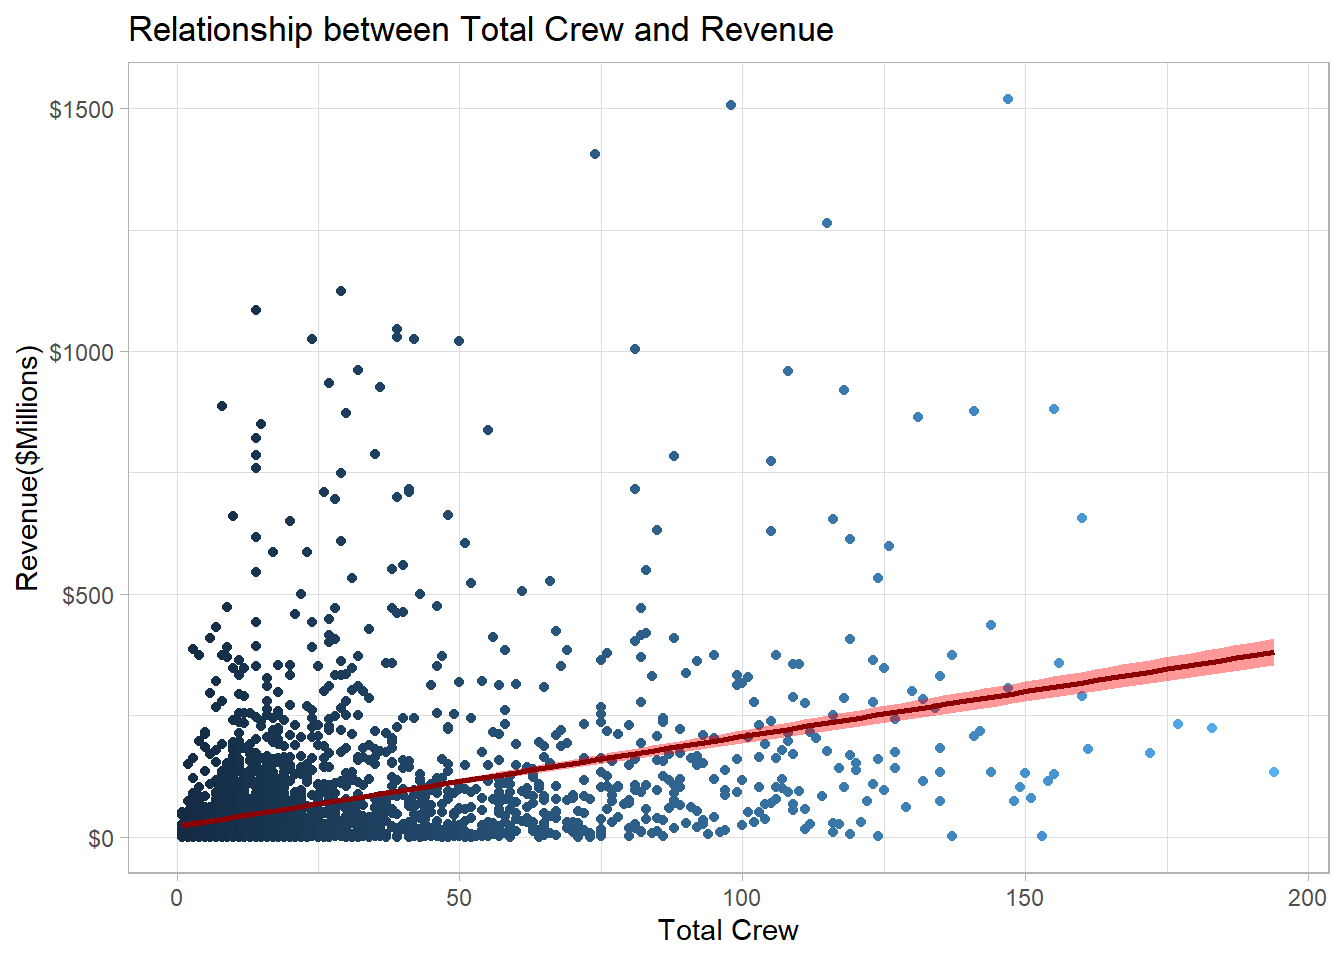 Relationship between Total Crew and Revenue
Revenue($Millions)
$1500
$1000
$500
$0
0 50 100 150 200
Total Crew